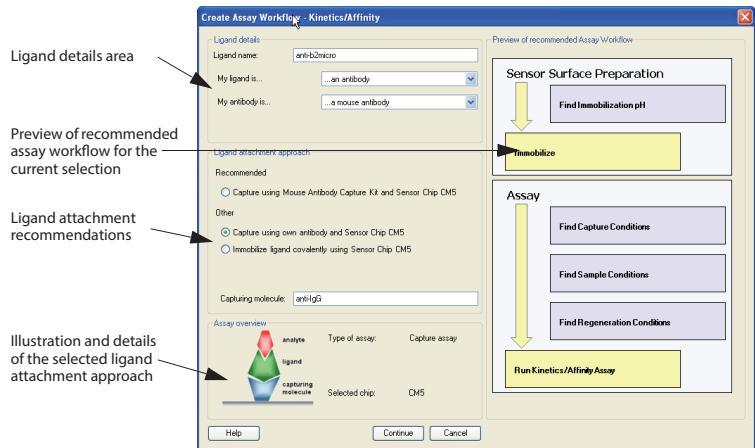 Ligand details area
Preview of recommended
assay workflow for the
current selection
Ligand attachment
recommendations
Illustration and details
of the selected ligand
attachment approach
Create Assay Workflow - Kinetics/Affinity
Ligand details
Ligand name: anti-b2micro
My ligand is... ...an antibody
My antibody is... ...a mouse antibody
Ligand attachment approach
Recommended
Capture using Mouse Antibody Capture Kit and Sensor Chip CM5
Other
Capture using own antibody and Sensor Chip CM5
Immobilize ligand covalently using Sensor Chip CM5
Capturing molecule: anti-IgG
Assay overview
analyte
ligand
capturing
molecule
Type of assay: Capture assay
Selected chip: CM5
Help
Continue
Cancel
Preview of recommended Assay Workflow
Sensor Surface Preparation
Find Immobilization pH
Immobilize
Assay
Find Capture Conditions
Find Sample Conditions
Find Regeneration Conditions
Run Kinetics/Affinity Assay